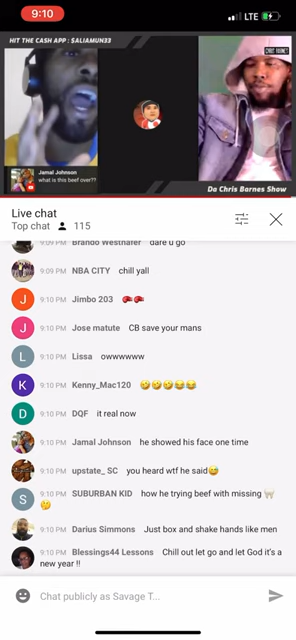 9:10
LTE
HIT THE CASH APP : $ALIAMUN33
CHRIS BARNES
Jamal Johnson
what is this beef over??
Da Chris Barnes Show
Live chat
Top chat 115
9:09 PM Brando Westhafer dare u go
9:09 PM NBA CITY chill yall
J 9:10 PM Jimbo 203 🥊🥊
J 9:10 PM Jose matute CB save your mans
L 9:10 PM Lissa owwwwww
K 9:10 PM Kenny_Mac120 🤣🤣🤣😂😂
D 9:10 PM DQF it real now
9:10 PM Jamal Johnson he showed his face one time
9:10 PM upstate_ SC you heard wtf he said😅
S 9:10 PM SUBURBAN KID how he trying beef with missing 🦷
🤔
9:10 PM Darius Simmons Just box and shake hands like men
9:10 PM Blessings44 Lessons Chill out let go and let God it's a
new year !!
Chat publicly as Savage T...